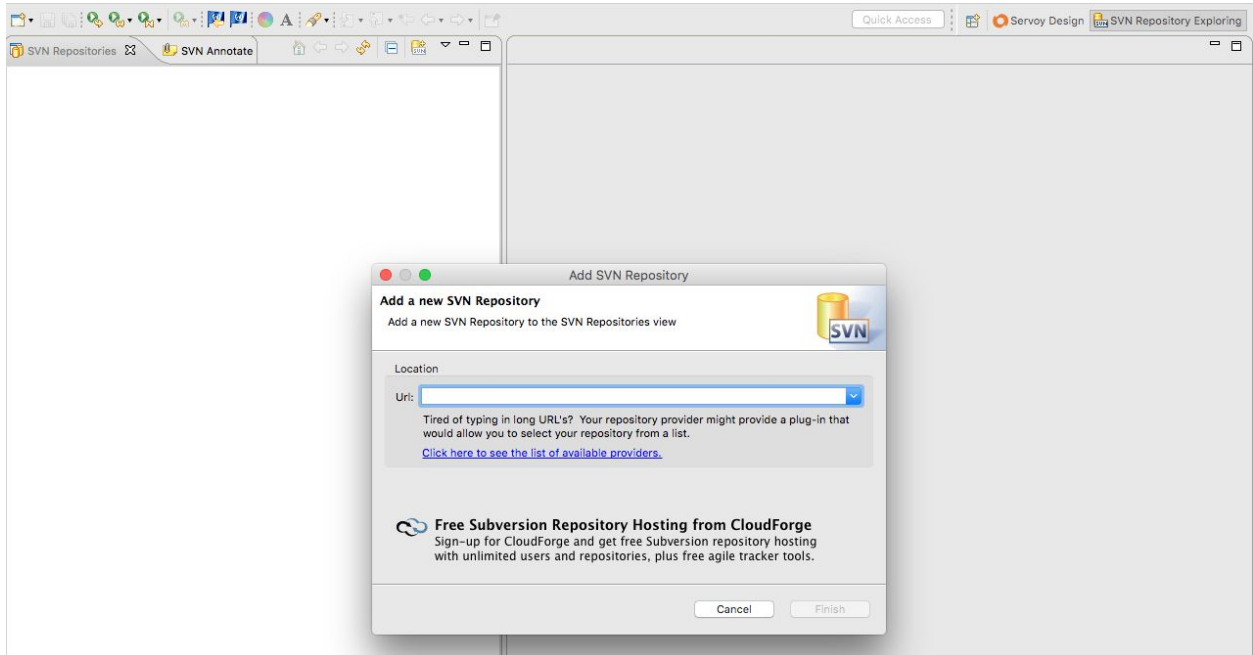 A
Quick Access
Servoy Design
SVN Repository Exploring
SVN Repositories
SVN Annotate
SVN
Add SVN Repository
Add a new SVN Repository
Add a new SVN Repository to the SVN Repositories view
SVN
Location
Url:
Tired of typing in long URL's? Your repository provider might provide a plug-in that
would allow you to select your repository from a list.
Click here to see the list of available providers.
Free Subversion Repository Hosting from CloudForge
Sign-up for CloudForge and get free Subversion repository hosting
with unlimited users and repositories, plus free agile tracker tools.
Cancel
Finish